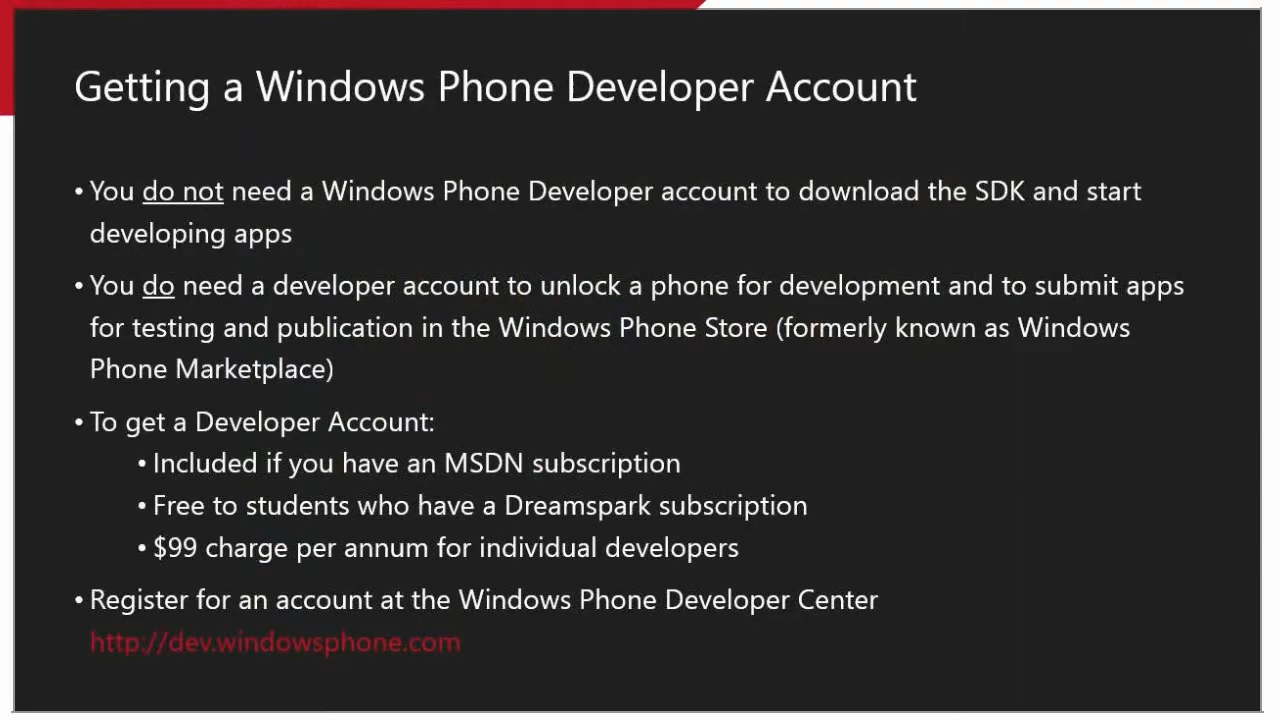 Getting a Windows Phone Developer Account
• You do not need a Windows Phone Developer account to download the SDK and start
developing apps
• You do need a developer account to unlock a phone for development and to submit apps
for testing and publication in the Windows Phone Store (formerly known as Windows
Phone Marketplace)
• To get a Developer Account:
• Included if you have an MSDN subscription
• Free to students who have a Dreamspark subscription
• $99 charge per annum for individual developers
• Register for an account at the Windows Phone Developer Center
http://dev.windowsphone.com